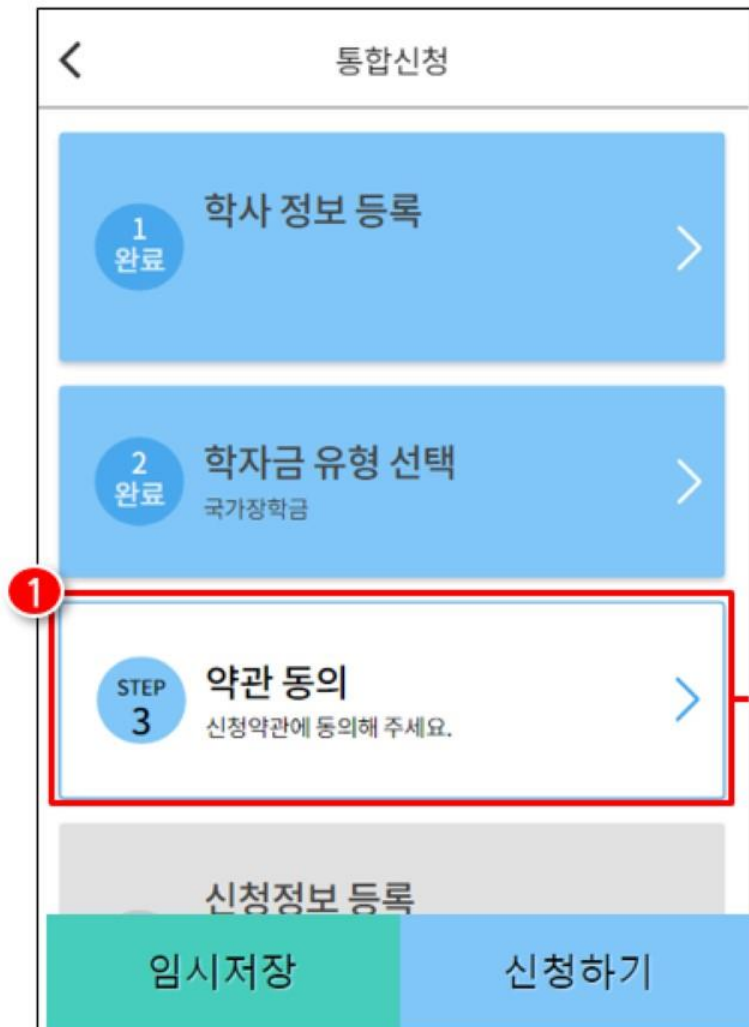 통합신청
학사 정보 등록
1
완료
학자금 유형 선택
2
완료
국가장학금
1
약관 동의
STEP
3
신청약관에 동의해 주세요.
신청정보 등록
임시저장
신청하기